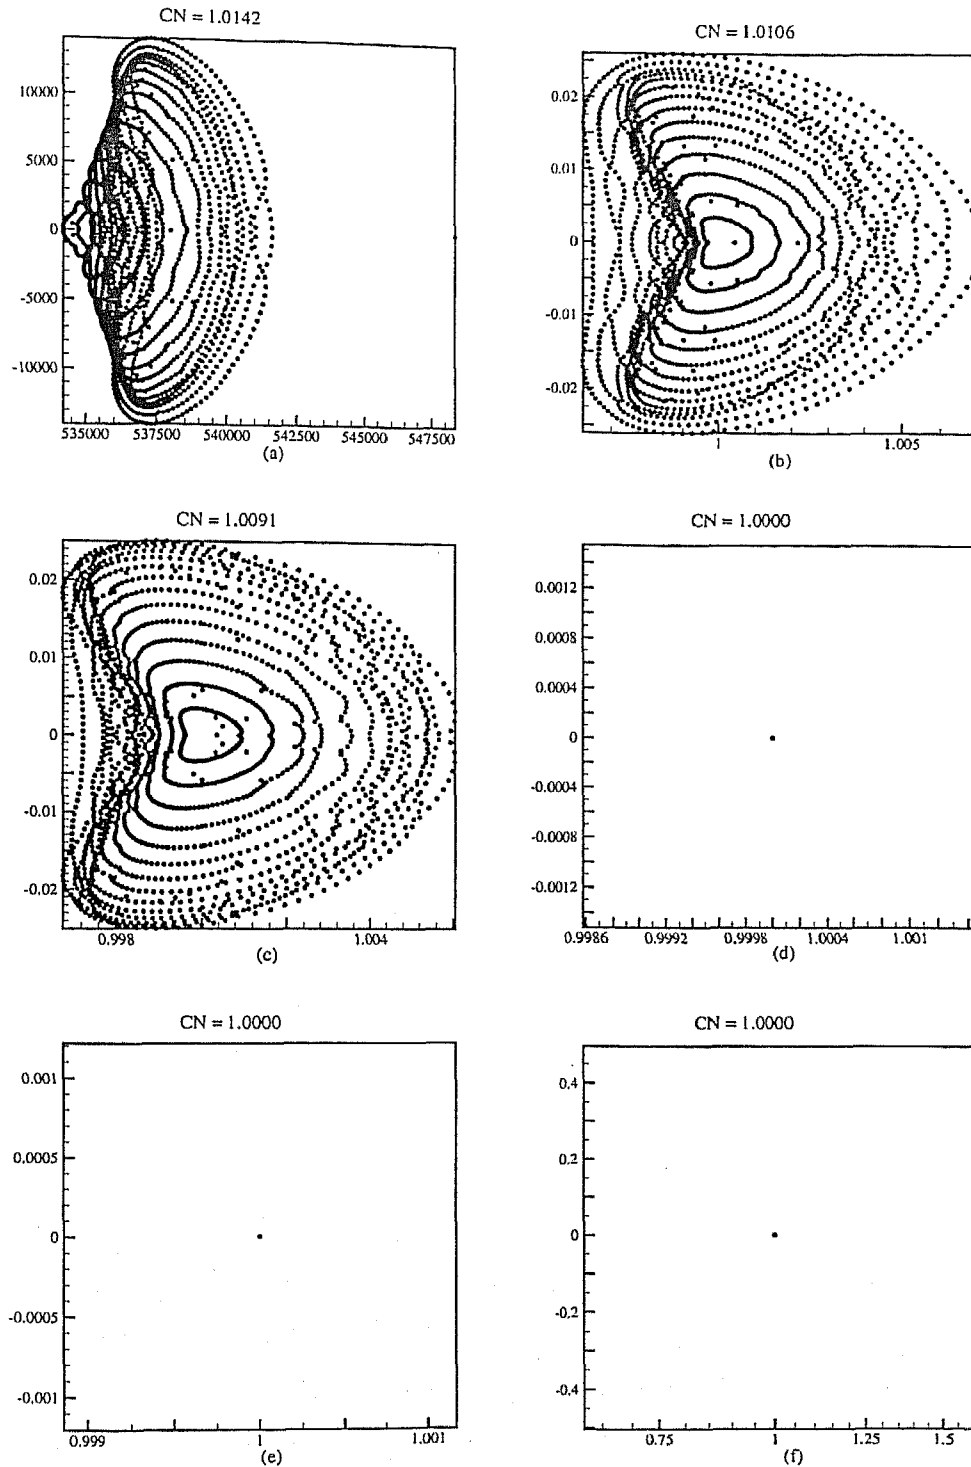 CN = 1.0142
10000
5000
0
-5000
-10000
535000 537500 540000 542500 545000 547500
(a)
CN = 1.0106
0.02
0.01
0
-0.01
-0.02
1 1.005
(b)
CN = 1.0091
0.02
0.01
0
-0.01
-0.02
0.998 1.004
(c)
CN = 1.0000
0.0012
0.0008
0.0004
0
-0.0004
-0.0008
-0.0012
0.9986 0.9992 0.9998 1.0004 1.001
(d)
CN = 1.0000
0.001
0.0005
0
-0.0005
-0.001
0.999 1 1.001
(e)
CN = 1.0000
0.4
0.2
0
-0.2
-0.4
0.75 1 1.25 1.5
(f)